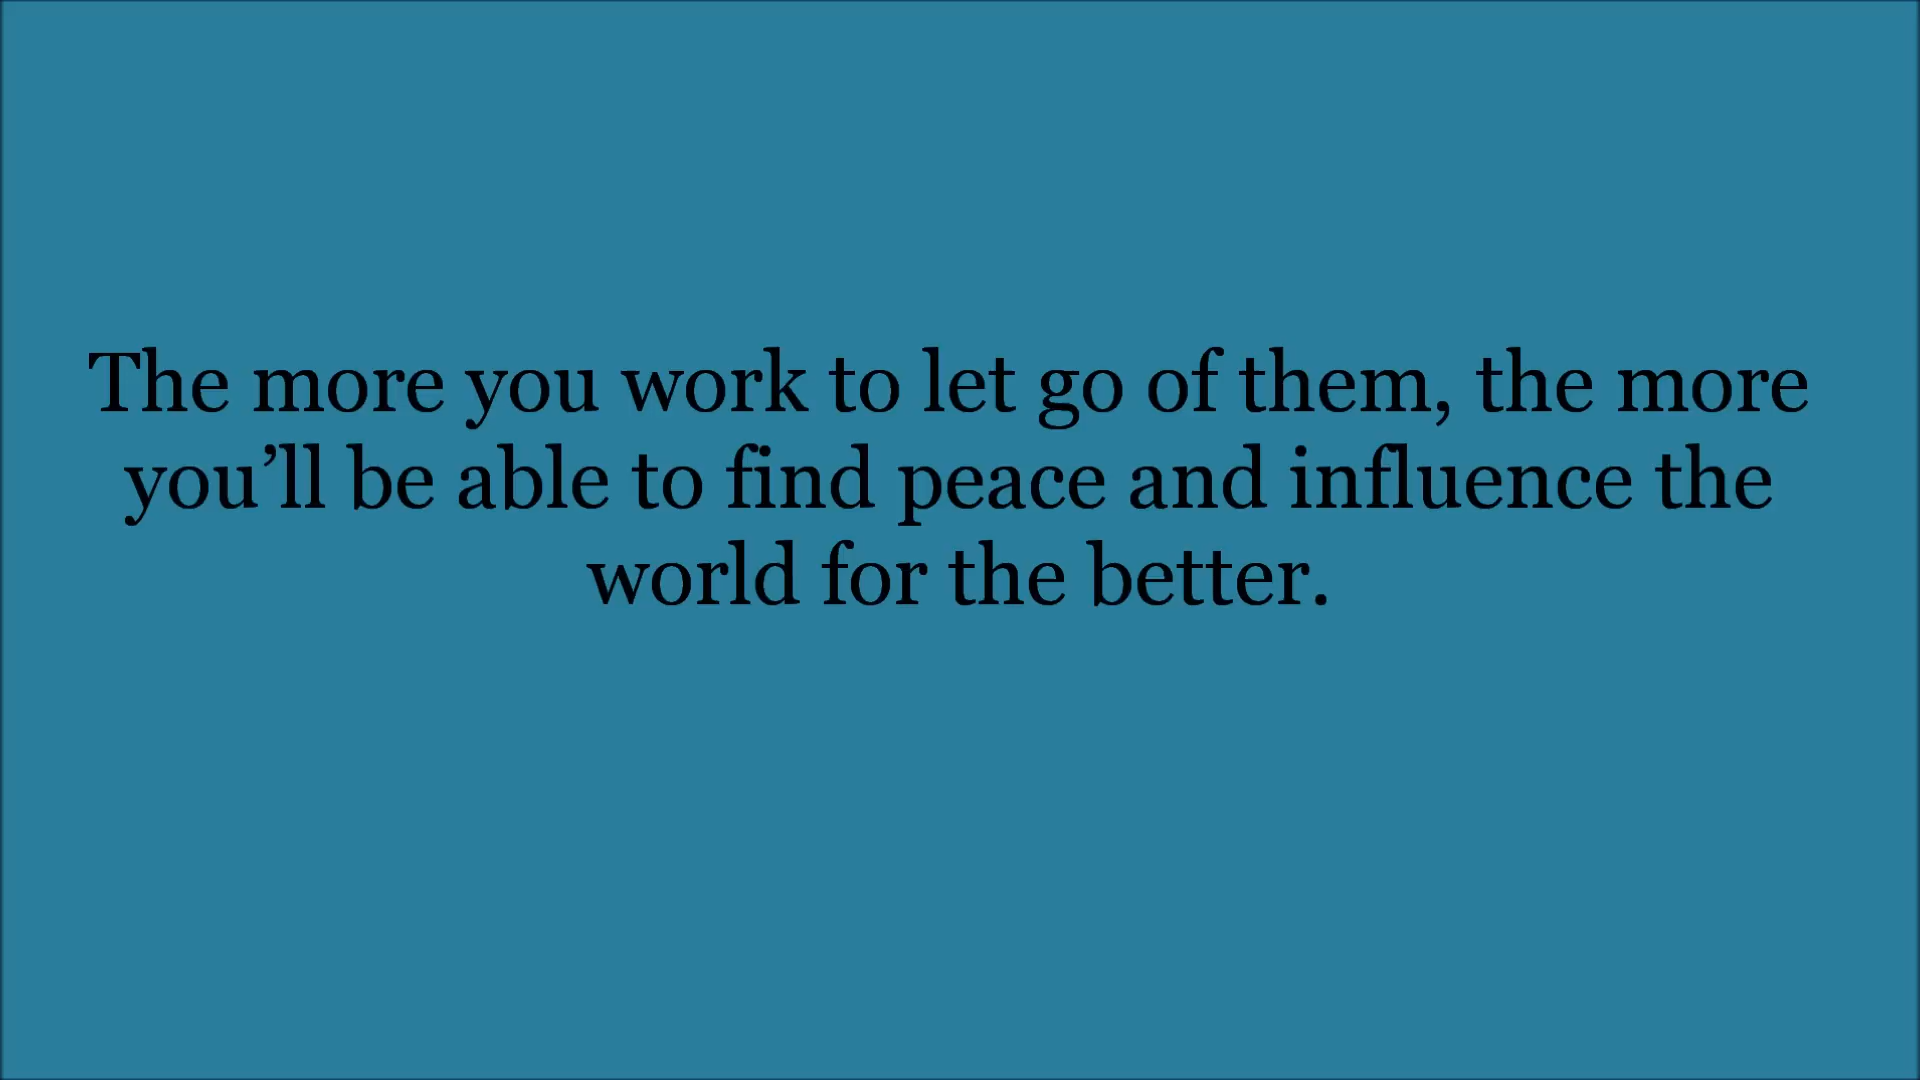 The more you work to let go of them, the more
you’ll be able to find peace and influence the
world for the better.